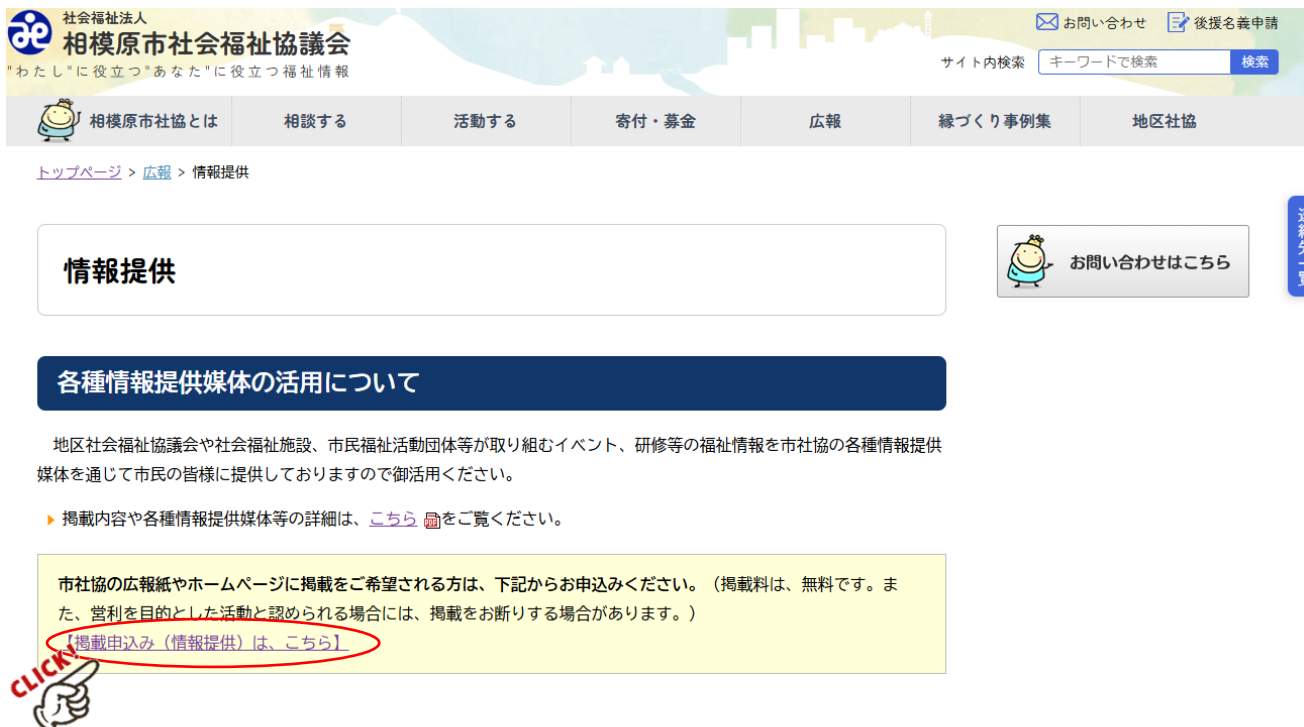 社会福祉法人
相模原市社会福祉協議会
"わたし"に役立つ"あなた"に役立つ福祉情報
お問い合わせ 後援名義申請
サイト内検索 キーワードで検索 検索
相模原市社協とは 相談する 活動する 寄付・募金 広報 縁づくり事例集 地区社協
トップページ > 広報 > 情報提供
連絡先一覧
情報提供
お問い合わせはこちら
各種情報提供媒体の活用について
地区社会福祉協議会や社会福祉施設、市民福祉活動団体等が取り組むイベント、研修等の福祉情報を市社協の各種情報提供
媒体を通じて市民の皆様に提供しておりますので御活用ください。
掲載内容や各種情報提供媒体等の詳細は、こちら をご覧ください。
市社協の広報紙やホームページに掲載をご希望される方は、下記からお申込みください。（掲載料は、無料です。ま
た、営利を目的とした活動と認められる場合には、掲載をお断りする場合があります。）
【掲載申込み（情報提供）は、こちら】
CLICK!